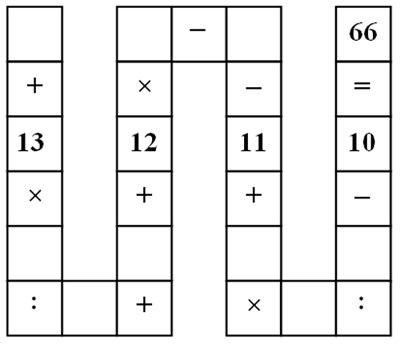 − 66
+ × − =
13 12 11 10
× + + −
: + × :